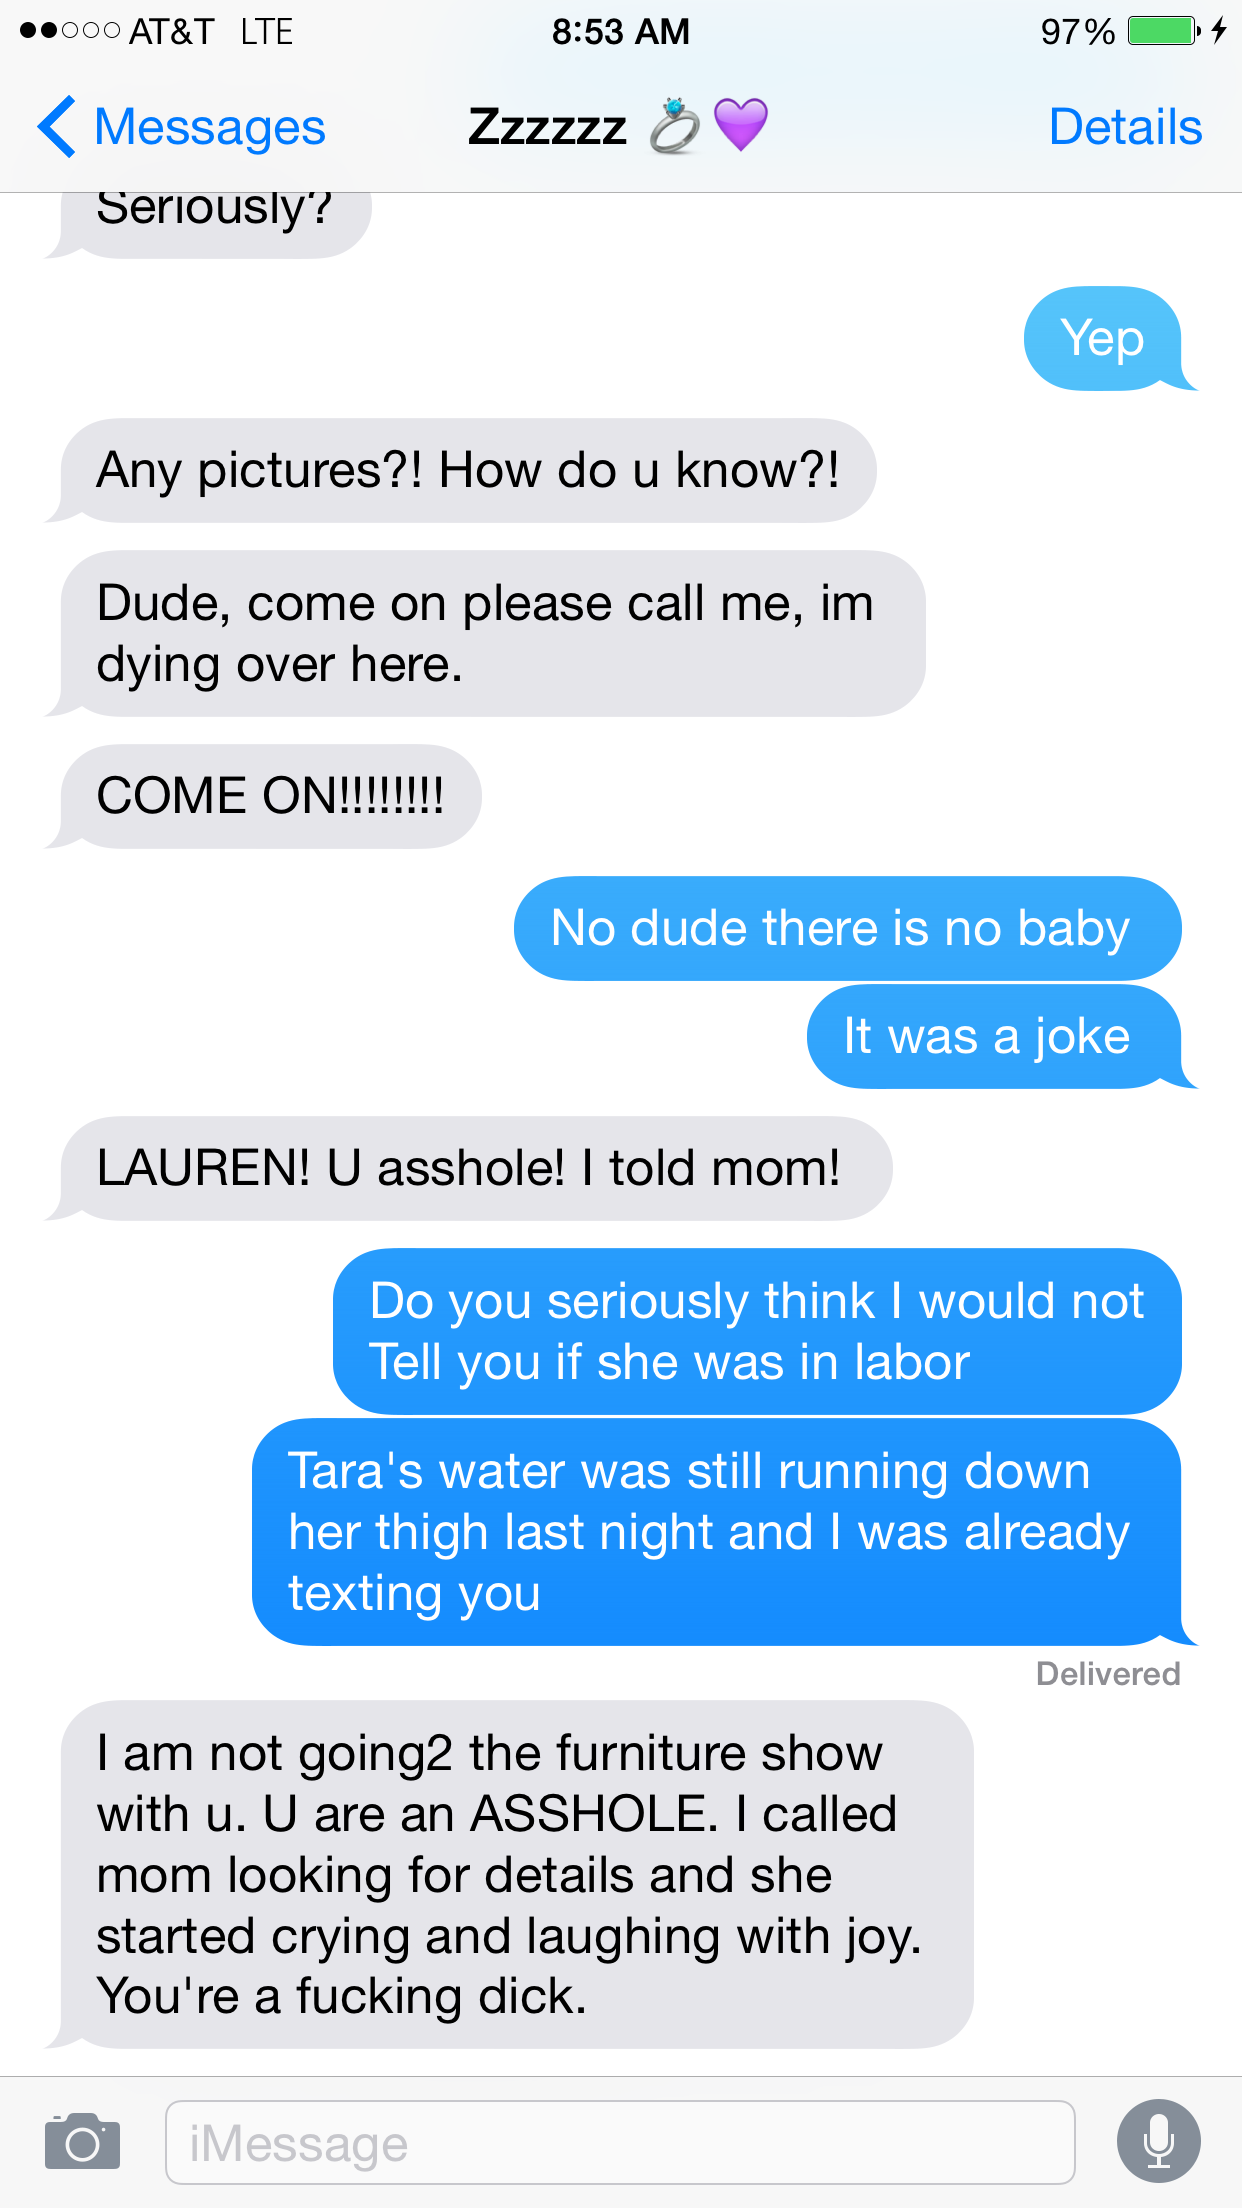 AT&T LTE 8:53 AM 97%
Messages Zzzzzz 💍💜 Details
Seriously?
Yep
Any pictures?! How do u know?!
Dude, come on please call me, im
dying over here.
COME ON!!!!!!!!
No dude there is no baby
It was a joke
LAUREN! U asshole! I told mom!
Do you seriously think I would not
Tell you if she was in labor
Tara's water was still running down
her thigh last night and I was already
texting you
Delivered
I am not going2 the furniture show
with u. U are an ASSHOLE. I called
mom looking for details and she
started crying and laughing with joy.
You're a fucking dick.
iMessage